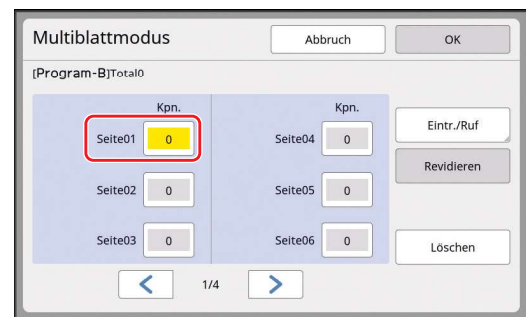 Multiblattmodus Abbruch OK
[Program-B]Total0
Kpn. Kpn.
Seite01 0 Seite04 0 Eintr./Ruf
Revidieren
Seite02 0 Seite05 0
Seite03 0 Seite06 0 Löschen
1/4